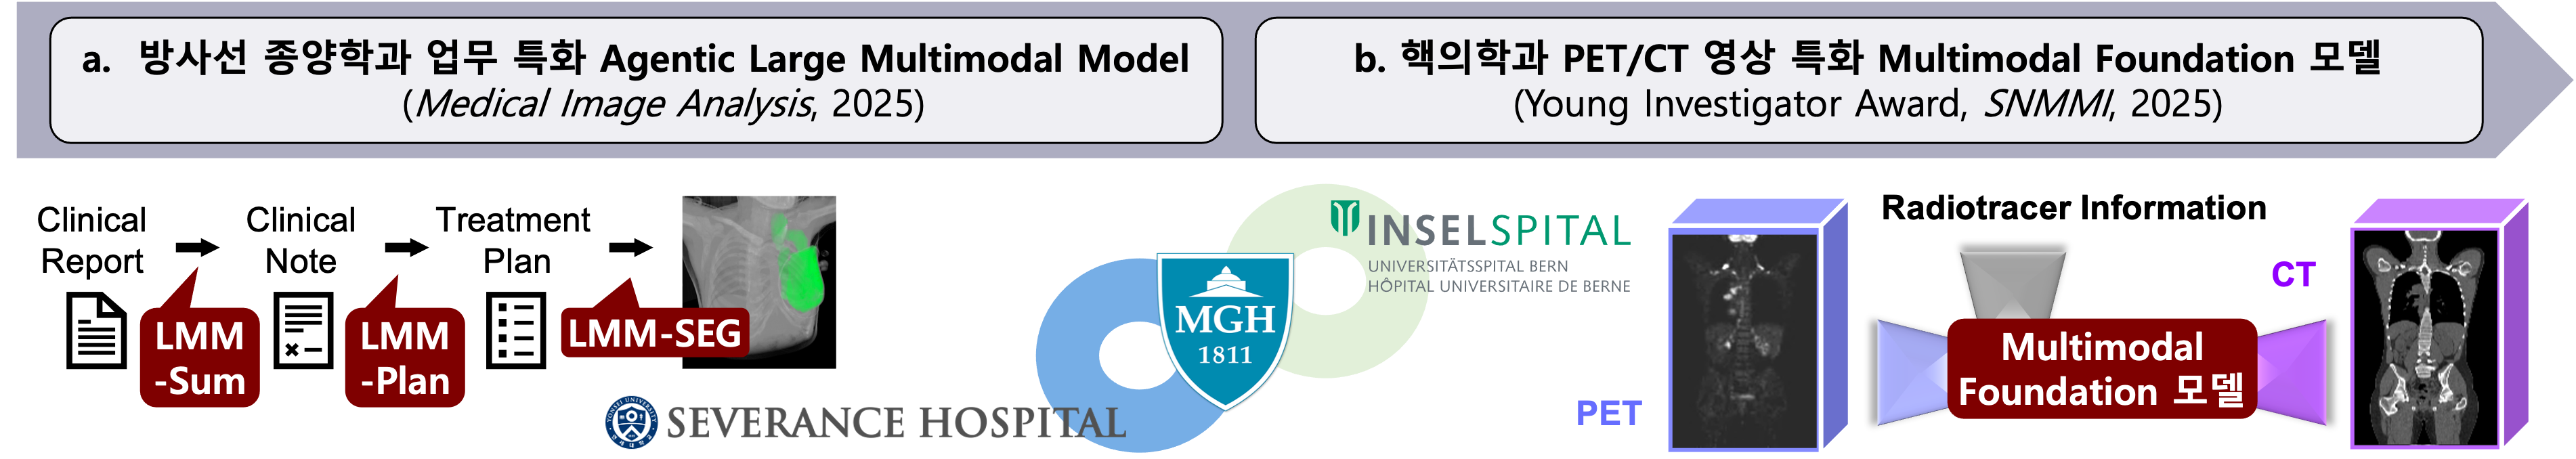 a. 방사선 종양학과 업무 특화 Agentic Large Multimodal Model
(Medical Image Analysis, 2025)
b. 핵의학과 PET/CT 영상 특화 Multimodal Foundation 모델
(Young Investigator Award, SNMMI, 2025)
Clinical
Report
Clinical
Note
Treatment
Plan
LMM
-Sum
LMM
-Plan
LMM-SEG
SEVERANCE HOSPITAL
MGH
1811
INSELSPITAL
UNIVERSITÄTSSPITAL BERN
HÔPITAL UNIVERSITAIRE DE BERNE
PET
Radiotracer Information
Multimodal
Foundation 모델
CT